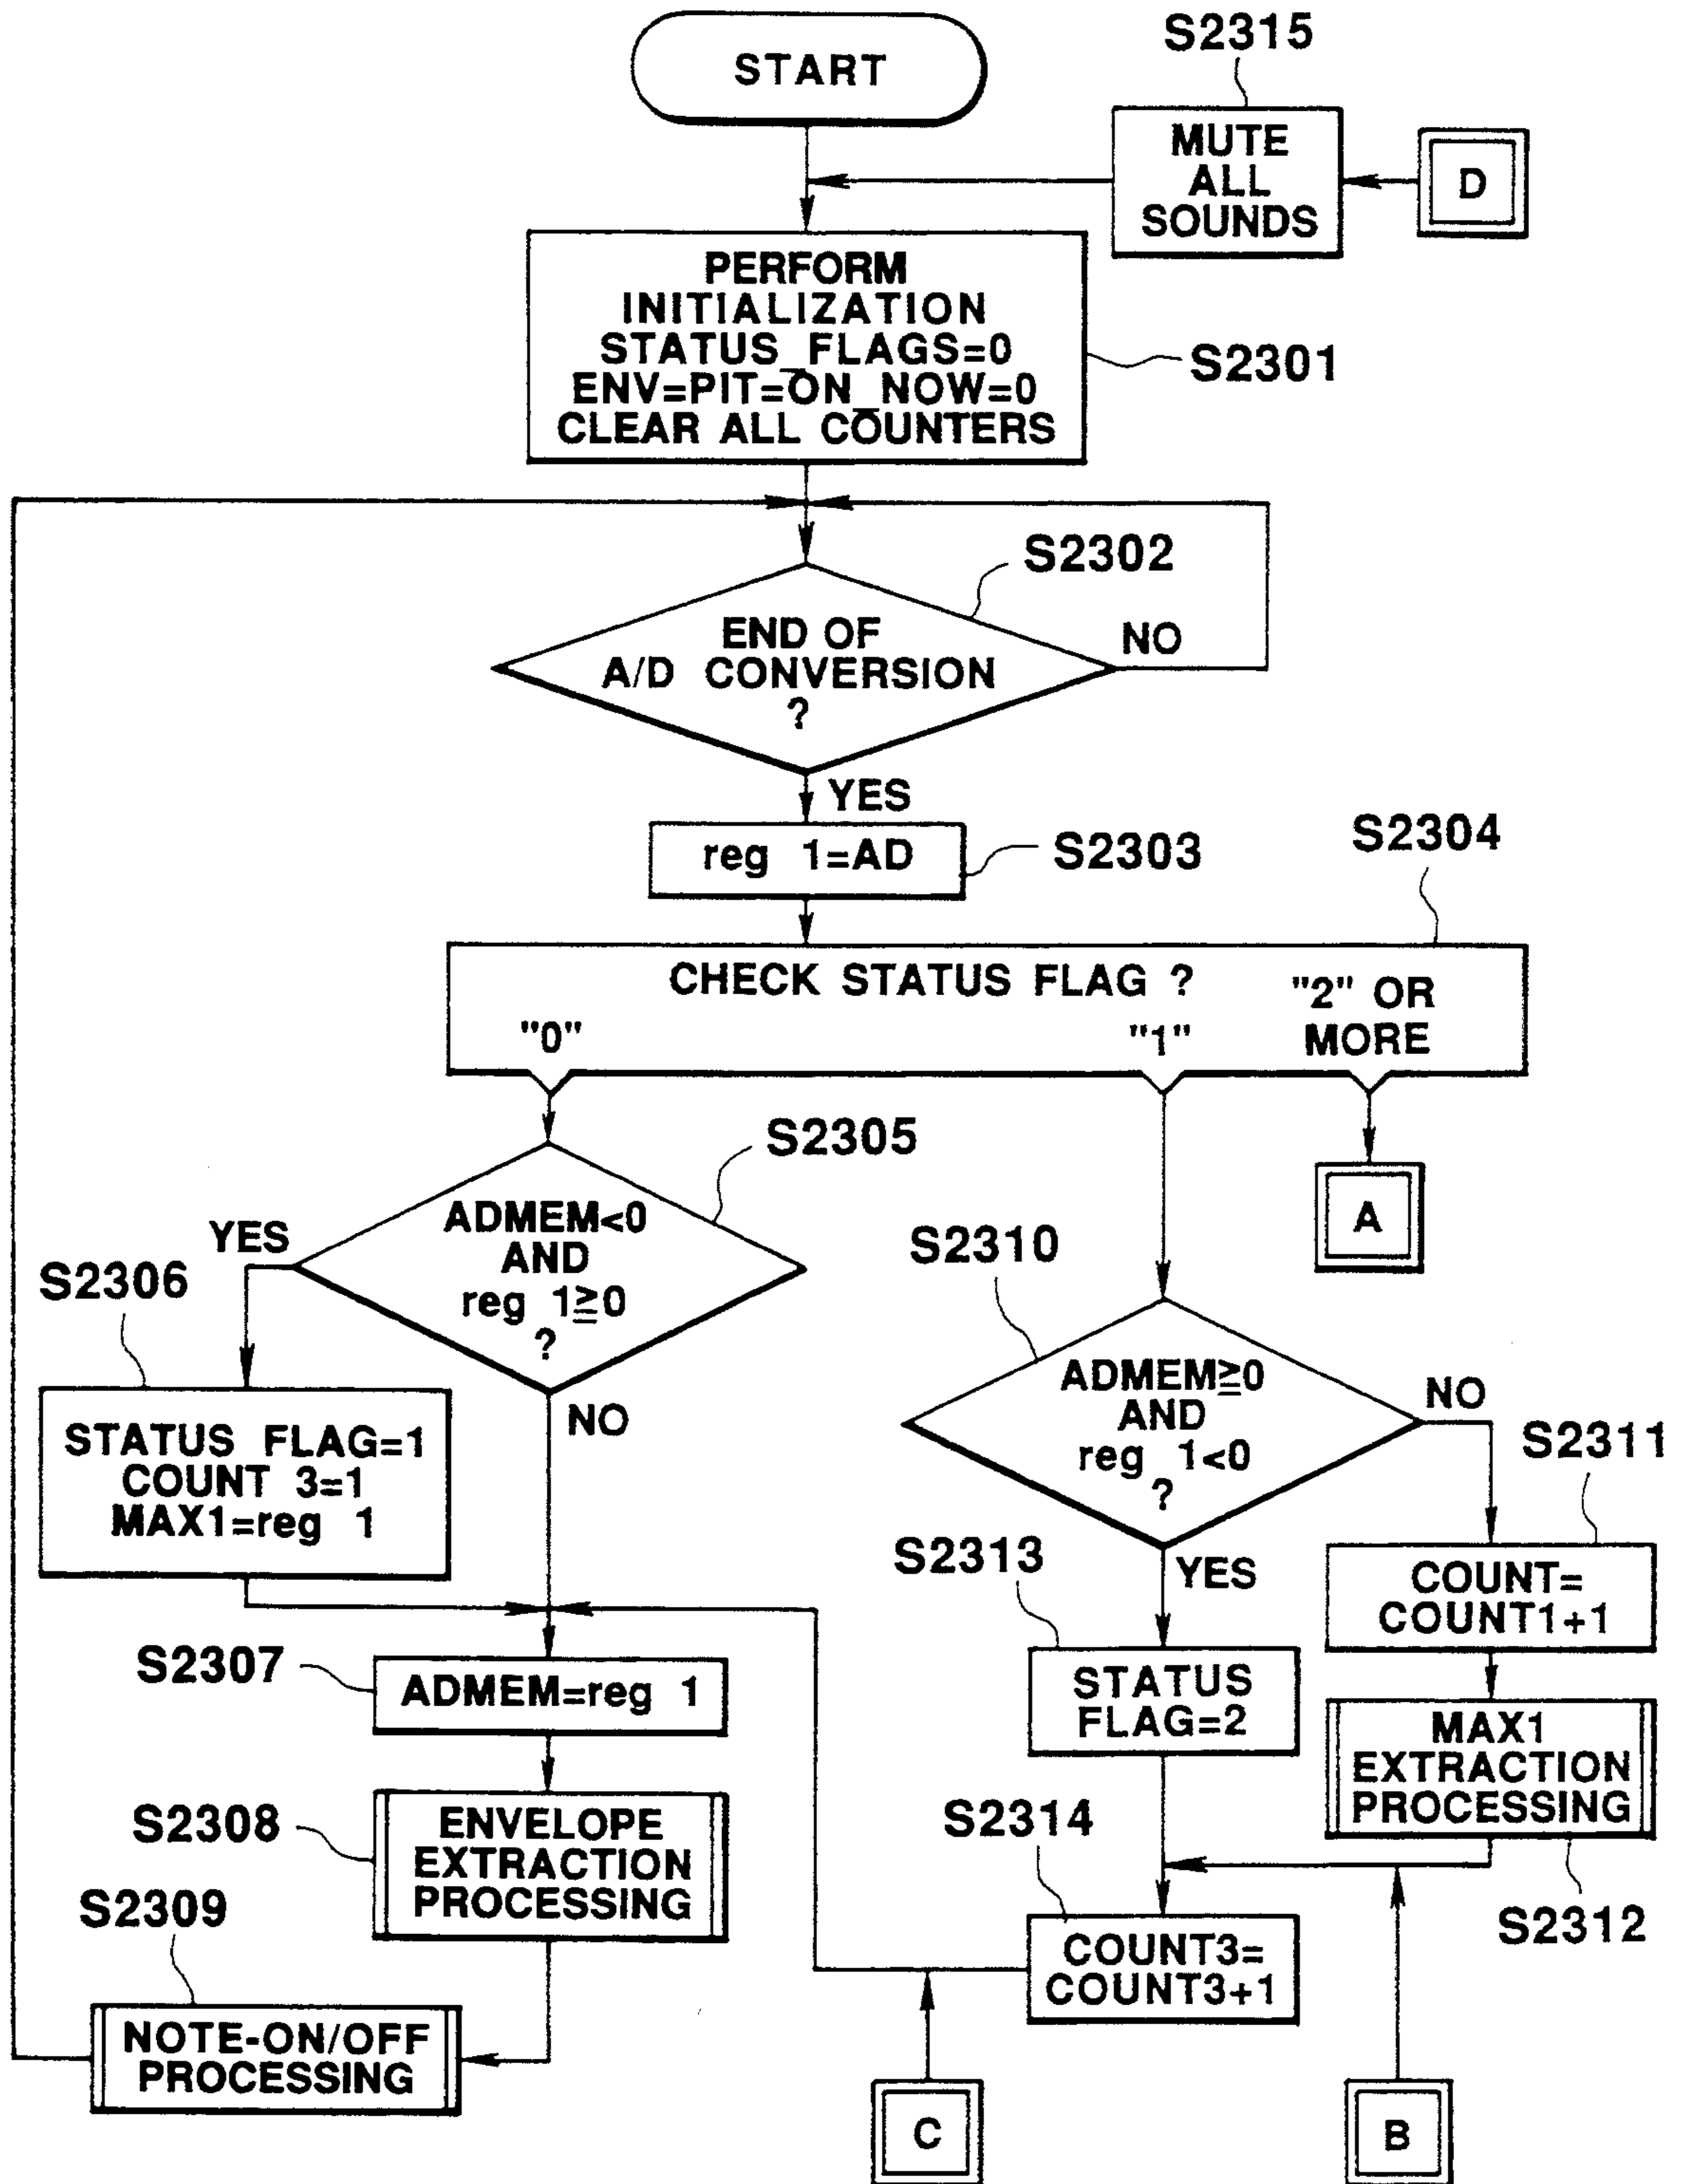 START
S2315
MUTE
ALL
SOUNDS
D
PERFORM
INITIALIZATION
STATUS_FLAGS=0
ENV=PIT=ON_NOW=0
CLEAR ALL COUNTERS
S2301
S2302
END OF
A/D CONVERSION
?
NO
YES
reg 1=AD
S2303
S2304
CHECK STATUS FLAG ?
"0"
"1"
"2" OR
MORE
A
S2305
ADMEM<0
AND
reg 1≧0
?
YES
NO
S2306
STATUS FLAG=1
COUNT 3=1
MAX1=reg 1
S2310
ADMEM≧0
AND
reg 1<0
?
NO
YES
S2311
COUNT=
COUNT1+1
S2313
STATUS
FLAG=2
MAX1
EXTRACTION
PROCESSING
S2312
S2307
ADMEM=reg 1
S2308
ENVELOPE
EXTRACTION
PROCESSING
S2314
COUNT3=
COUNT3+1
S2309
NOTE-ON/OFF
PROCESSING
C
B